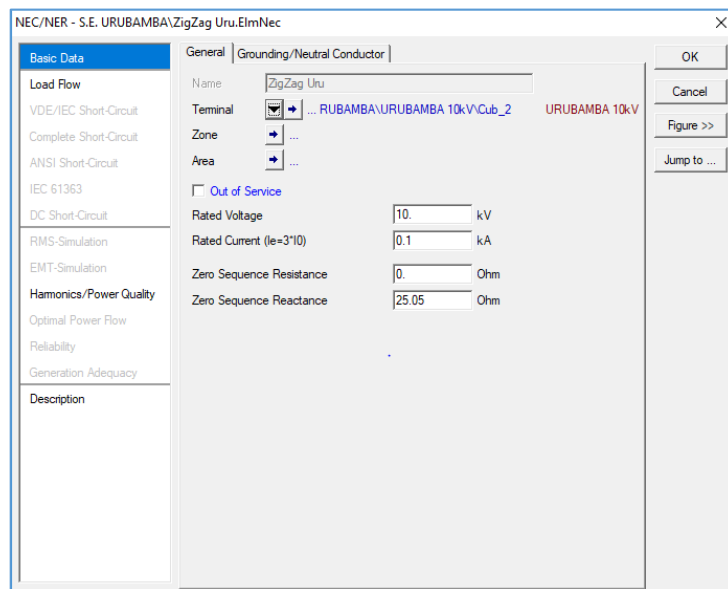 NEC/NER - S.E. URUBAMBA\ZigZag Uru.ElmNec
Basic Data
Load Flow
VDE/IEC Short-Circuit
Complete Short-Circuit
ANSI Short-Circuit
IEC 61363
DC Short-Circuit
RMS-Simulation
EMT-Simulation
Harmonics/Power Quality
Optimal Power Flow
Reliability
Generation Adequacy
Description
General Grounding/Neutral Conductor
Name ZigZag Uru
Terminal ... RUBAMBA\URUBAMBA 10kV\Cub_2 URUBAMBA 10kV
Zone ...
Area ...
Out of Service
Rated Voltage 10. kV
Rated Current (Ie=3*I0) 0.1 kA
Zero Sequence Resistance 0. Ohm
Zero Sequence Reactance 25.05 Ohm
OK
Cancel
Figure >>
Jump to ...